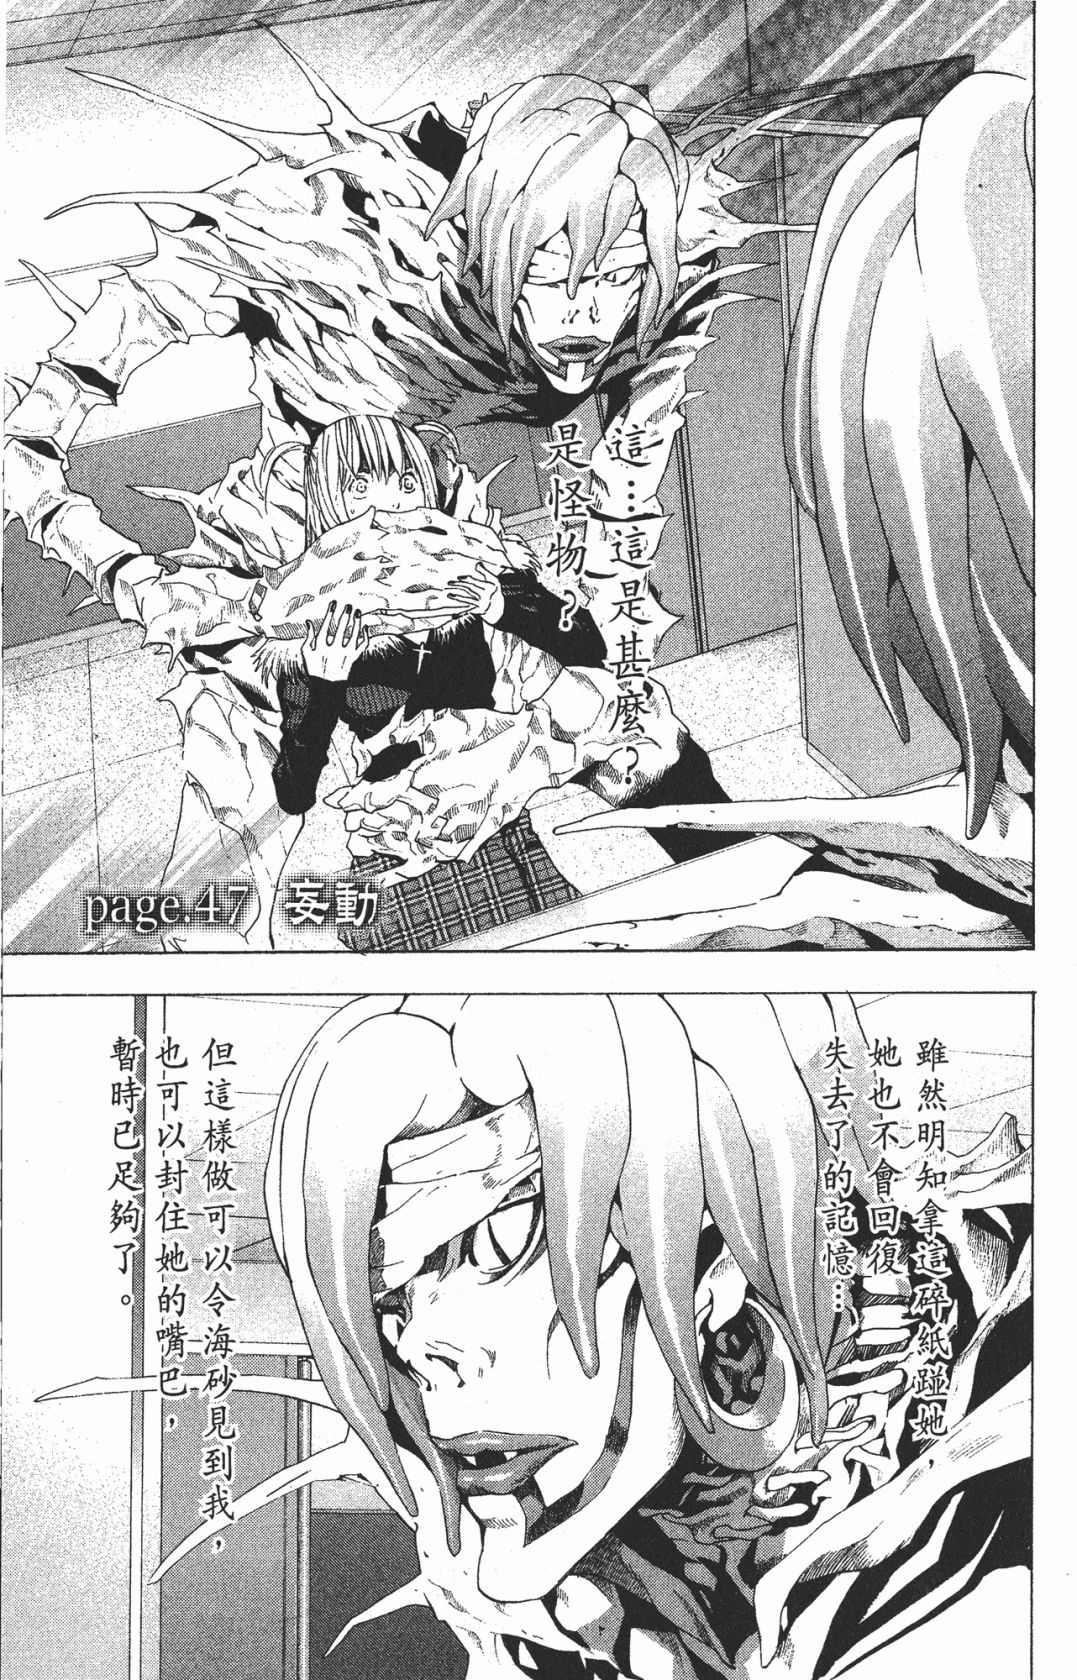 這…這是甚麼？
是怪物？
page.47 妄動
雖然明知拿這碎紙踫她，
她也不會回復
失去了的記憶…
但這樣做可以令海砂見到我，
也可以封住她的嘴巴，
暫時已足夠了。